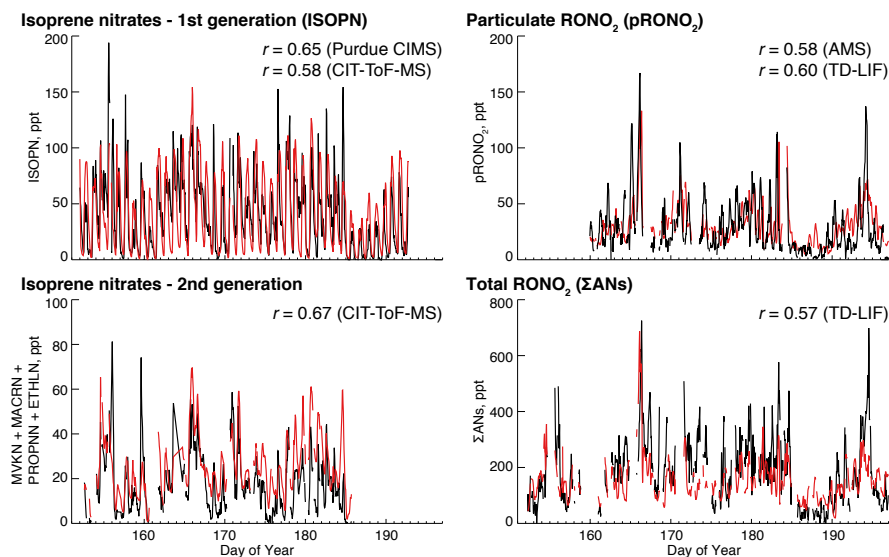 Isoprene nitrates - 1st generation (ISOPN)
r = 0.65 (Purdue CIMS)
r = 0.58 (CIT-ToF-MS)
ISOPN, ppt
200
150
100
50
0
Particulate RONO₂ (pRONO₂)
r = 0.58 (AMS)
r = 0.60 (TD-LIF)
pRONO₂, ppt
200
150
100
50
0
Isoprene nitrates - 2nd generation
r = 0.67 (CIT-ToF-MS)
MVKN + MACRN +
PROPNN + ETHLN, ppt
100
80
60
40
20
0
160 170 180 190
Day of Year
Total RONO₂ (ΣANs)
r = 0.57 (TD-LIF)
ΣANs, ppt
800
600
400
200
0
160 170 180 190
Day of Year